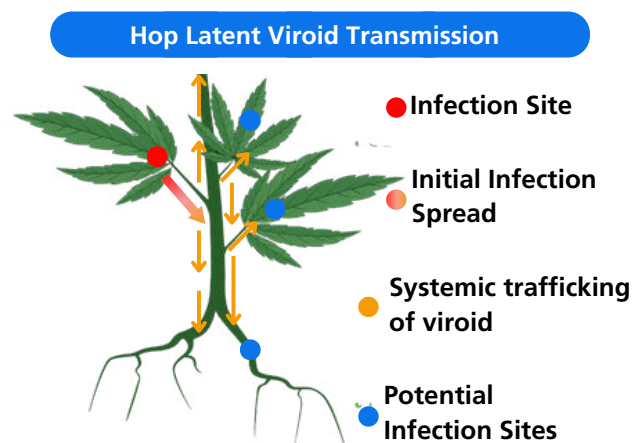 Hop Latent Viroid Transmission
Infection Site
Initial Infection
Spread
Systemic trafficking
of viroid
Potential
Infection Sites